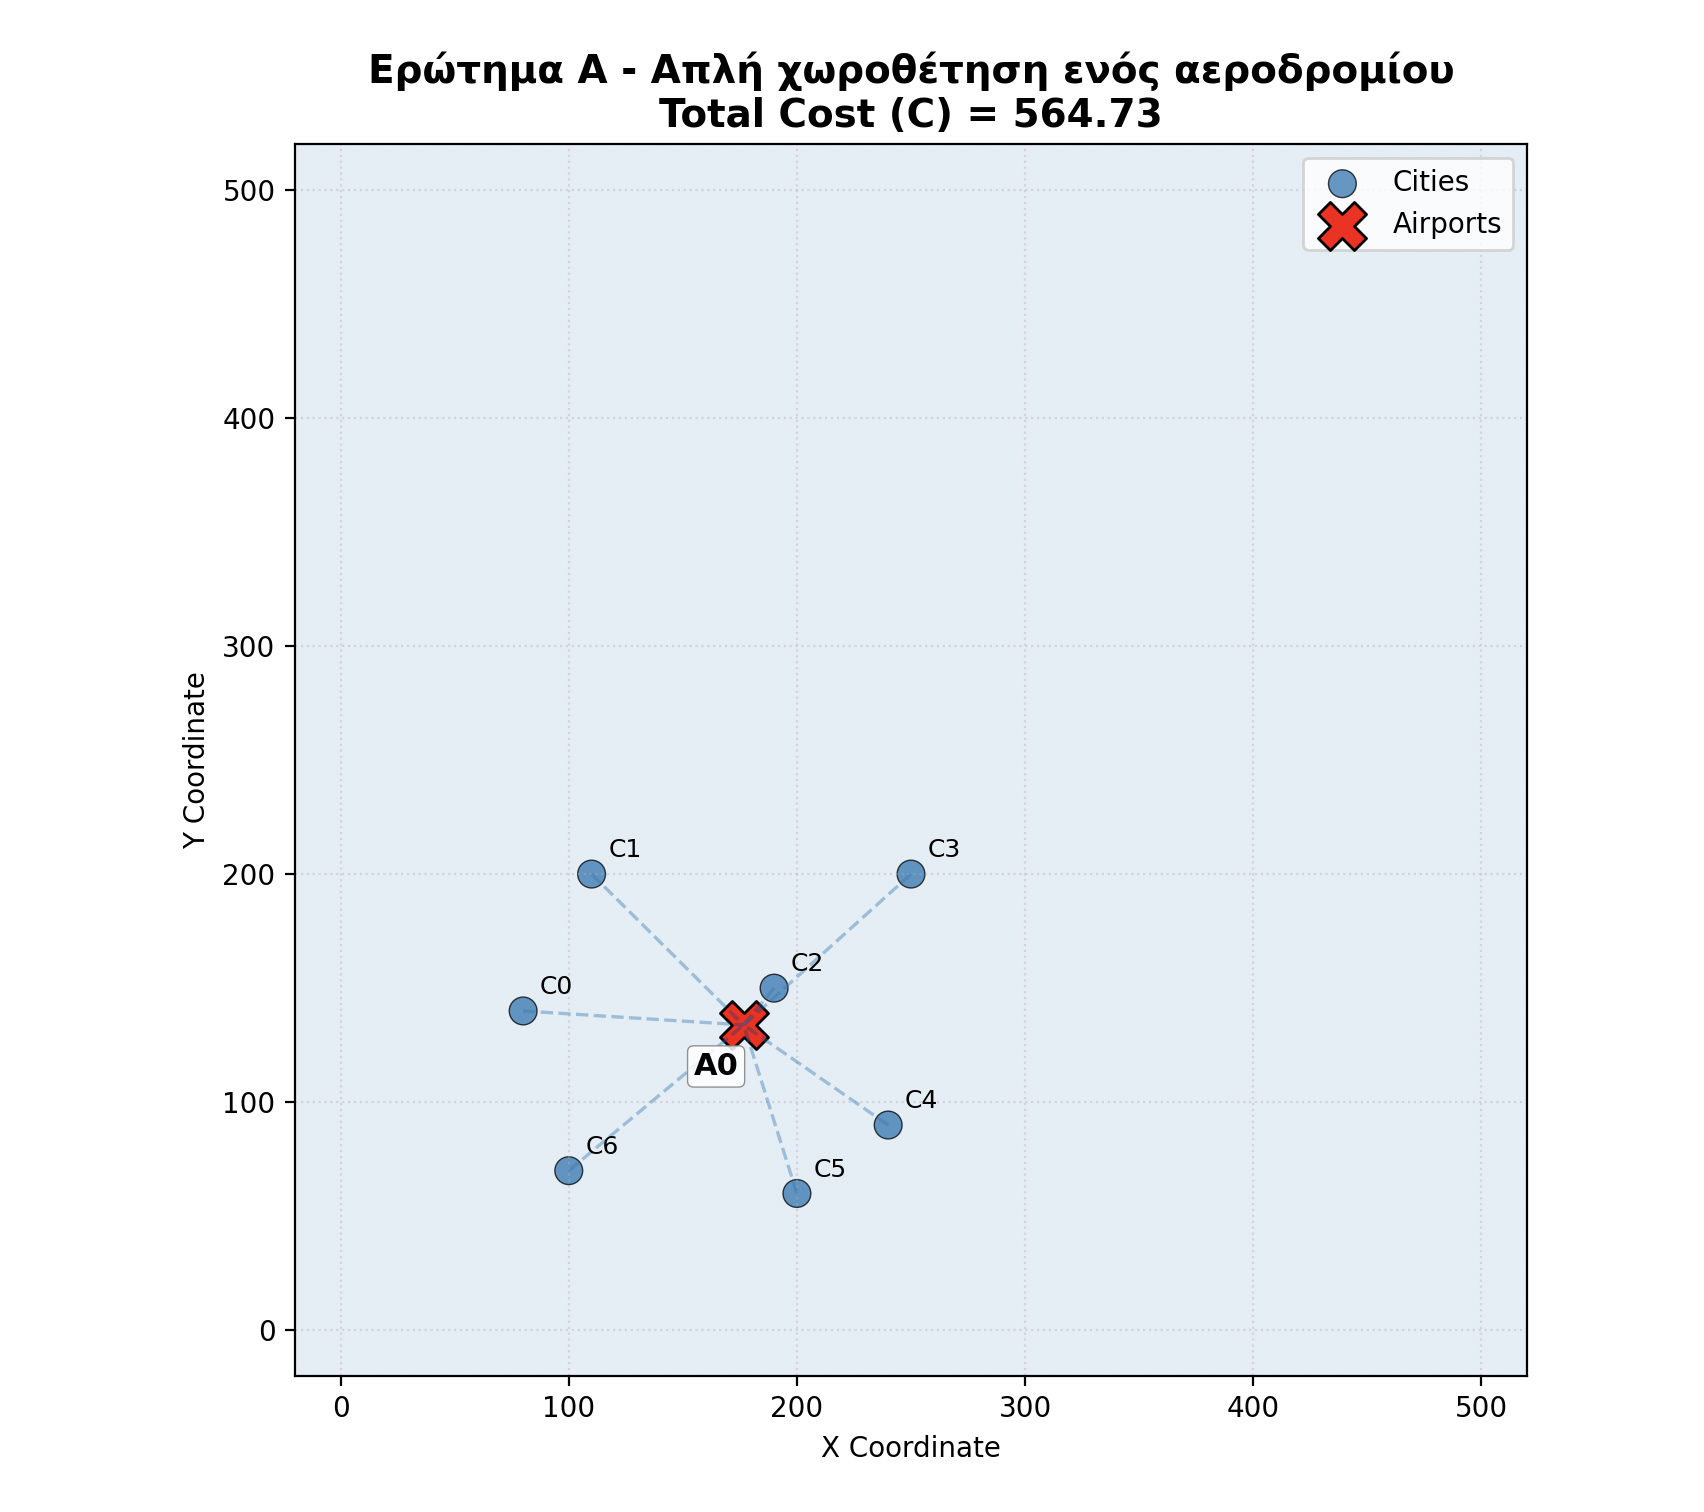 Ερώτημα Α - Απλή χωροθέτηση ενός αεροδρομίου
Total Cost (C) = 564.73
Cities
Airports
500
400
300
200
100
0
Y Coordinate
C1
C3
C2
C0
A0
C4
C6
C5
0
100
200
300
400
500
X Coordinate